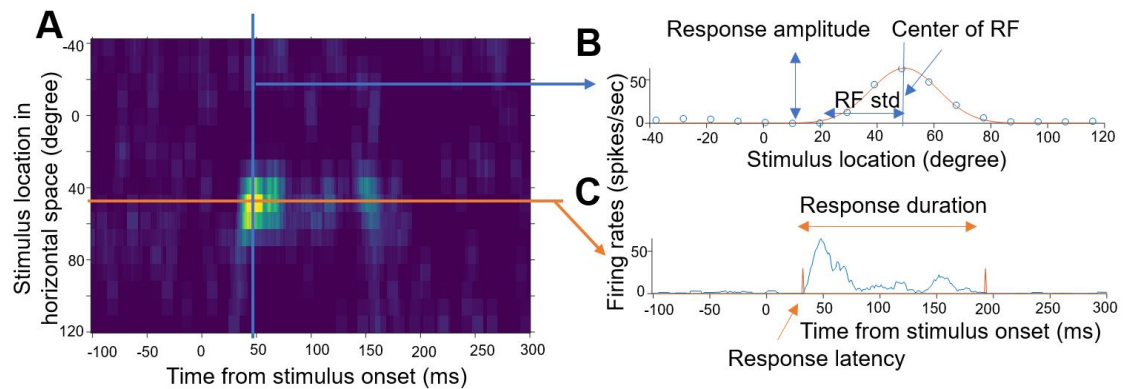 A
Stimulus location in
horizontal space (degree)
-40
0
40
80
120
-100 -50 0 50 100 150 200 250 300
Time from stimulus onset (ms)
B
Response amplitude
Center of RF
50
RF std
0
-40 -20 0 20 40 60 80 100 120
Stimulus location (degree)
Firing rates (spikes/sec)
C
Response duration
50
0
-100 -50 0 50 100 150 200 250 300
Time from stimulus onset (ms)
Response latency